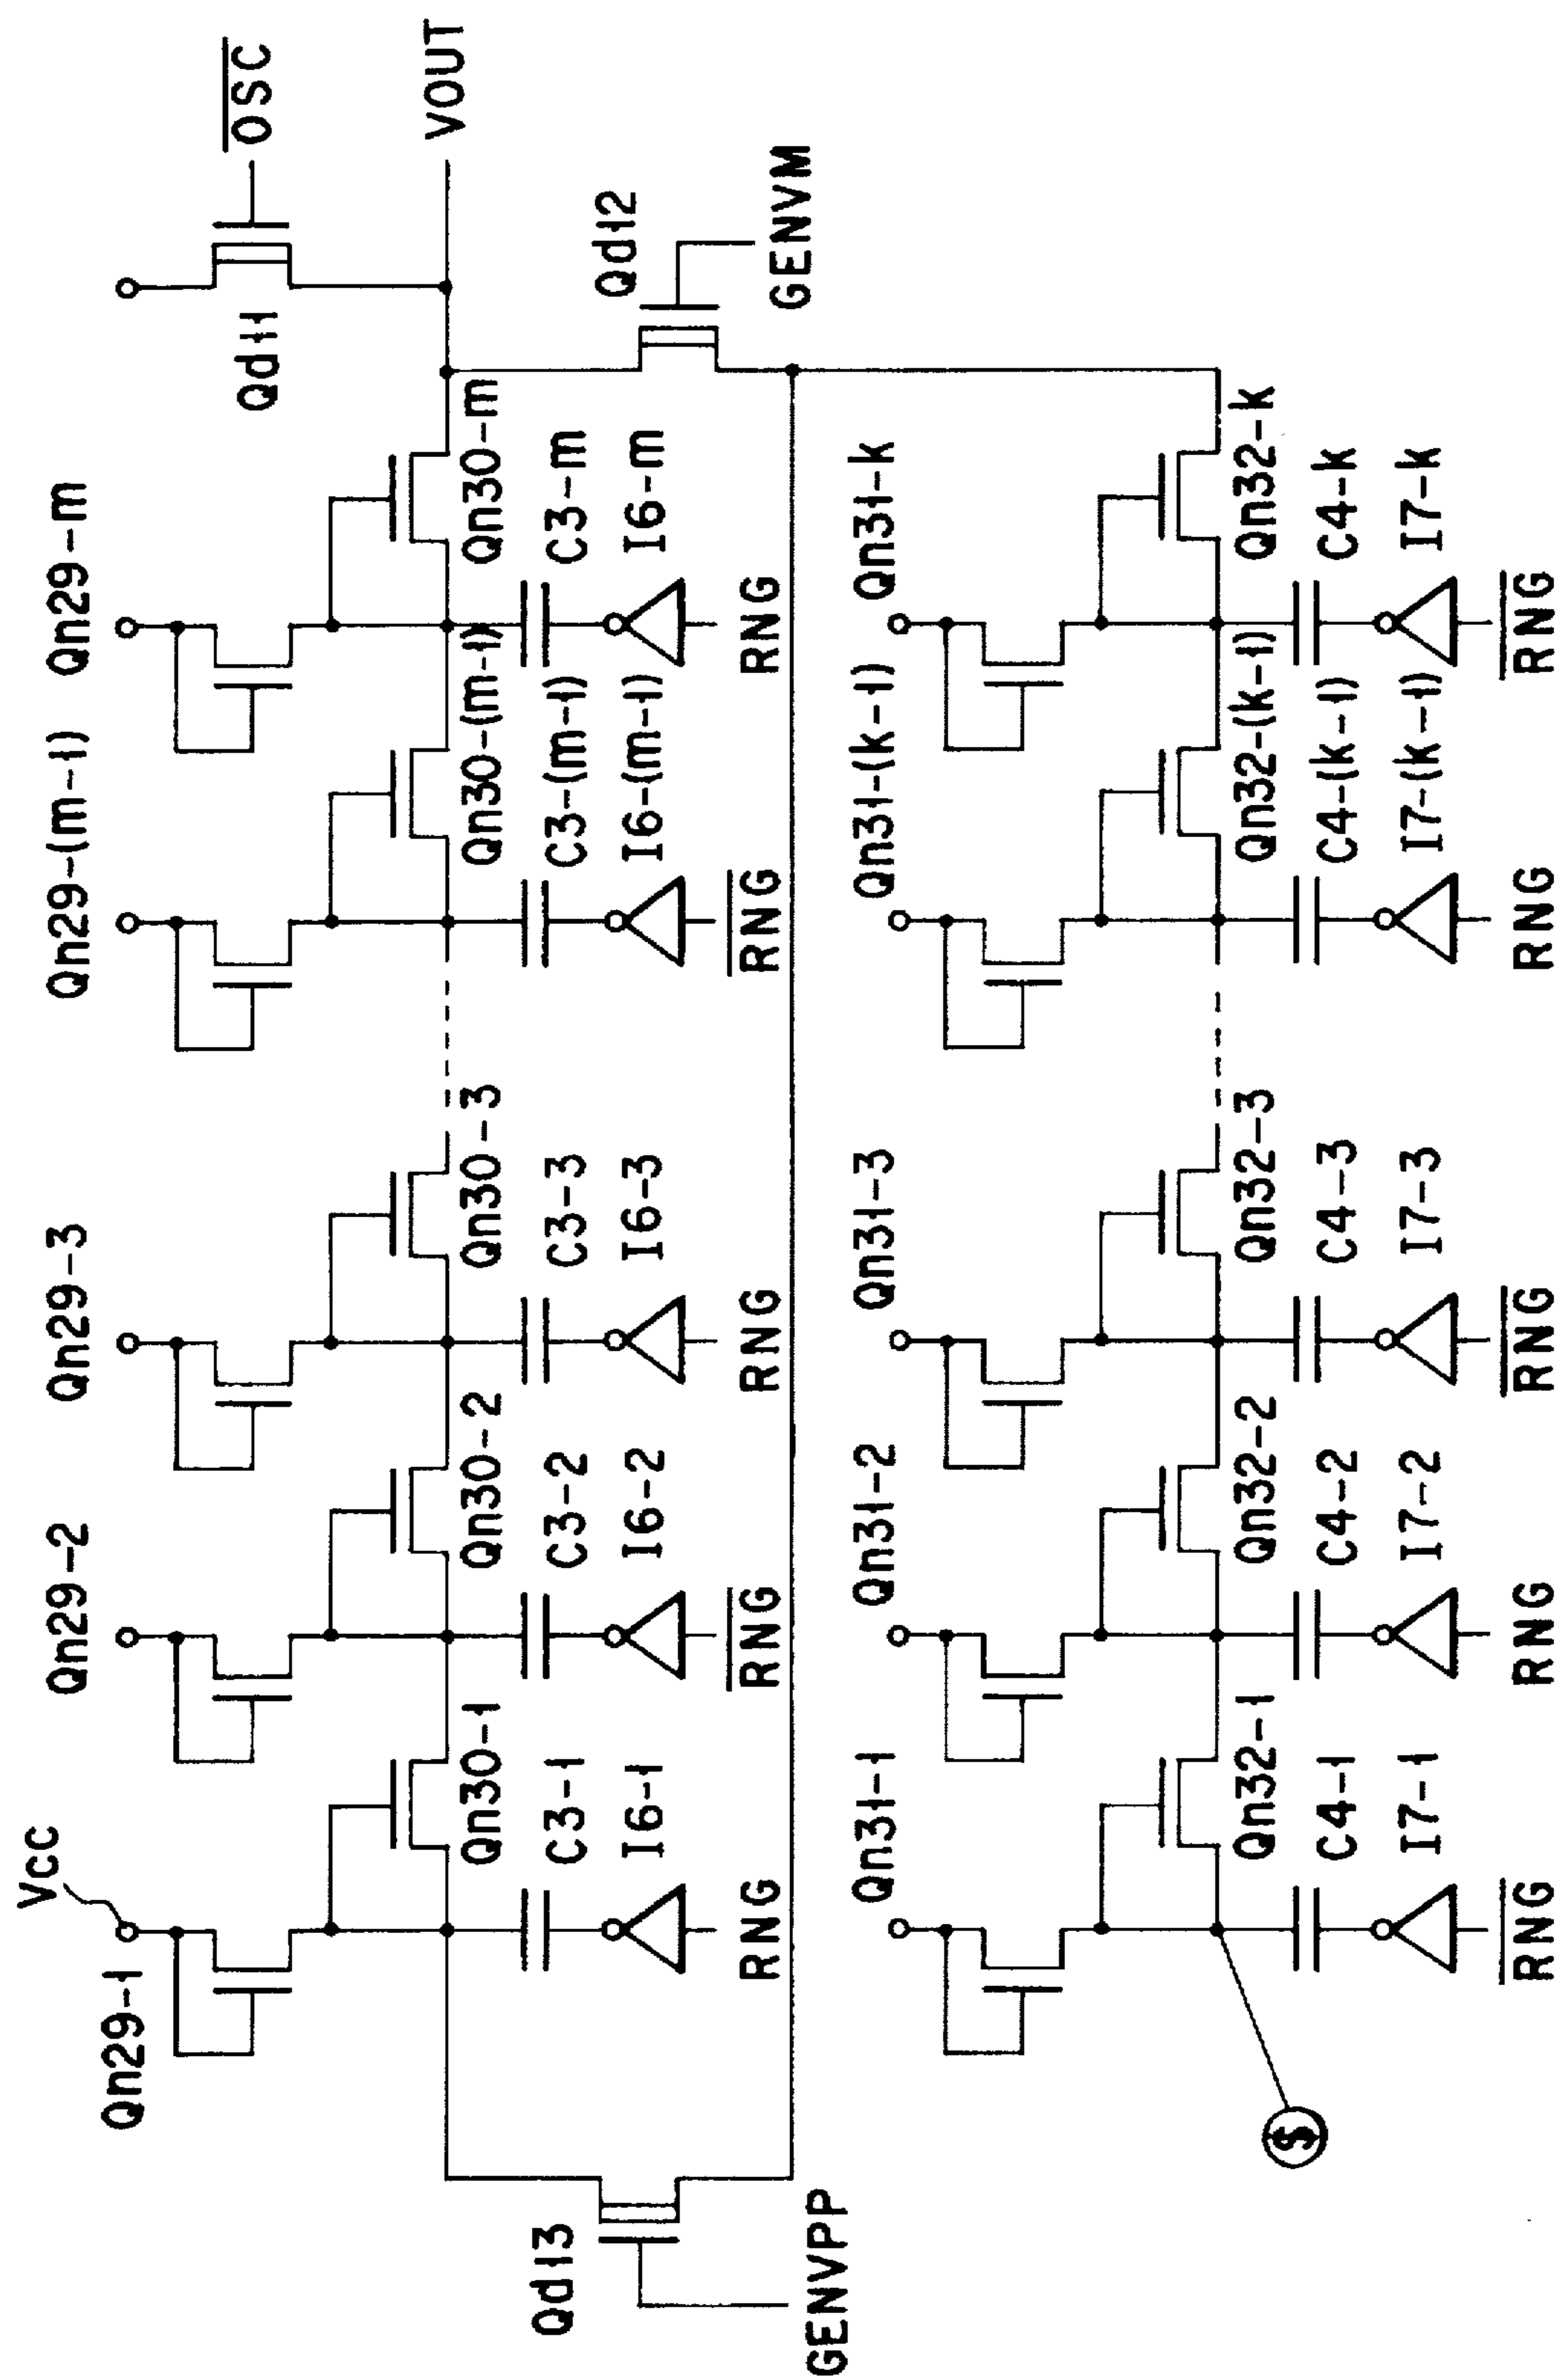 OSC
VOUT
Qd11
Qd12
GENVM
Qn29-m
Qn30-m
C3-m
I6-m
RNG
Qn29-(m-1)
Qn30-(m-1)
C3-(m-1)
I6-(m-1)
RNG
Qn29-3
Qn30-3
C3-3
I6-3
RNG
Qn29-2
Qn30-2
C3-2
I6-2
RNG
Vcc
Qn29-1
Qn30-1
C3-1
I6-1
RNG
Qd13
GENVPP
Qn31-k
Qn32-k
C4-k
I7-k
RNG
Qn31-(k-1)
Qn32-(k-1)
C4-(k-1)
I7-(k-1)
RNG
Qn31-3
Qn32-3
C4-3
I7-3
RNG
Qn31-2
Qn32-2
C4-2
I7-2
RNG
Qn31-1
Qn32-1
C4-1
I7-1
RNG
$